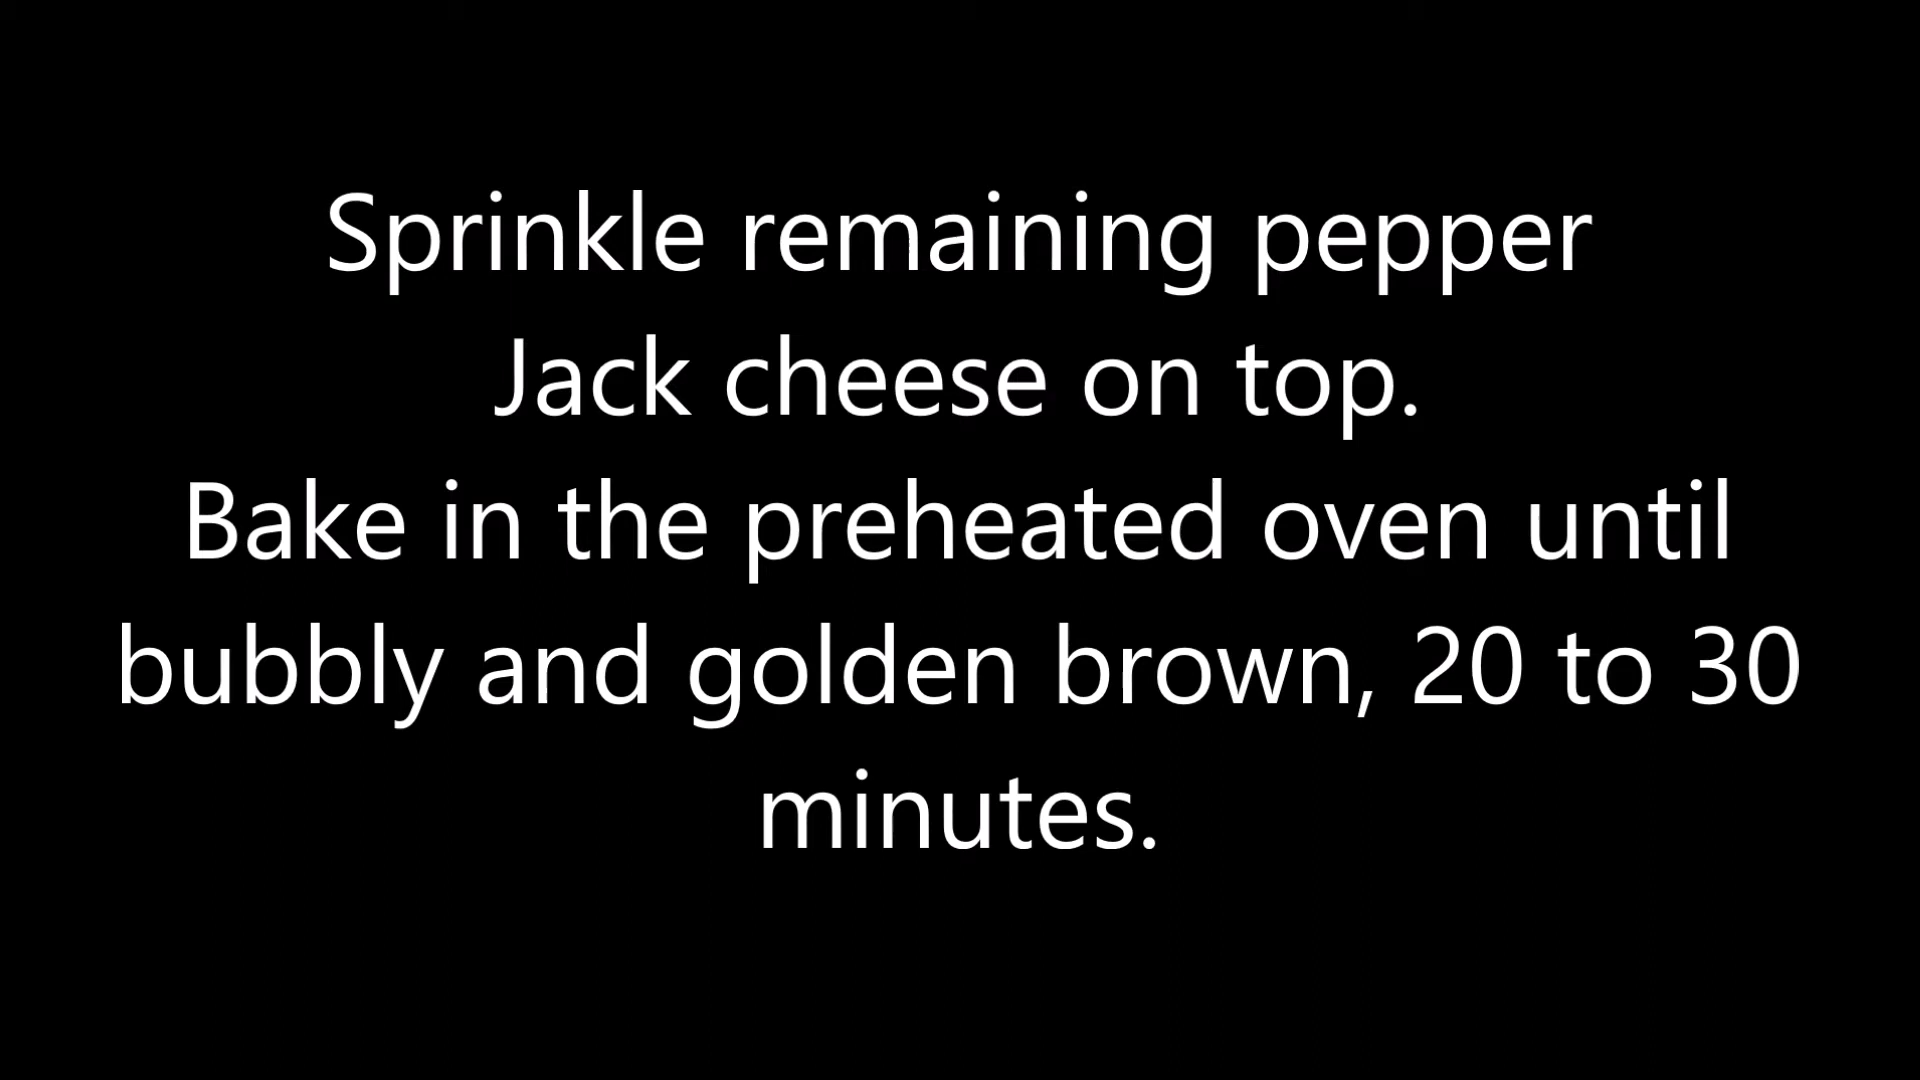 Sprinkle remaining pepper
Jack cheese on top.
Bake in the preheated oven until
bubbly and golden brown, 20 to 30
minutes.